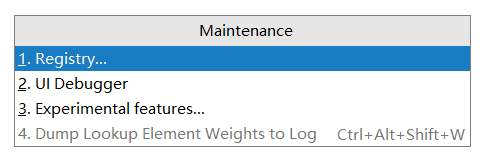 Maintenance
1. Registry...
2. UI Debugger
3. Experimental features...
4. Dump Lookup Element Weights to Log Ctrl+Alt+Shift+W